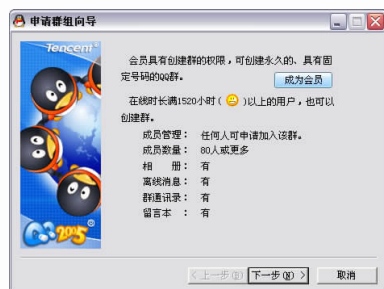 申请群组向导
Tencent
会员具有创建群的权限，可创建永久的、具有固
定号码的QQ群。
成为会员
在线时长满1520小时( )以上的用户，也可以
创建群。
成员管理： 任何人可申请加入该群。
成员数量： 80人或更多
相 册： 有
离线消息： 有
群通讯录： 有
留言本 ： 有
QQ 2005
< 上一步(B)
下一步(N) >
取消